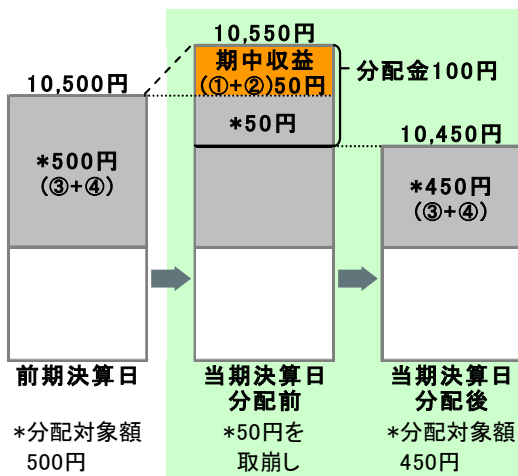 10,550円
期中収益
(①+②)50円
分配金100円
10,500円
*50円
10,450円
*500円
(③+④)
*450円
(③+④)
前期決算日
当期決算日
分配前
当期決算日
分配後
*分配対象額
500円
*50円を
取崩し
*分配対象額
450円